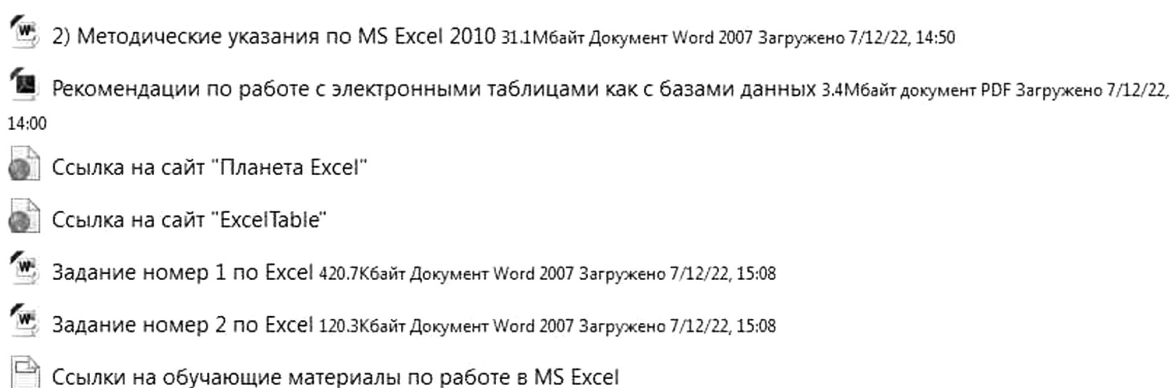 2) Методические указания по MS Excel 2010 31.1Мбайт Документ Word 2007 Загружено 7/12/22, 14:50
Рекомендации по работе с электронными таблицами как с базами данных 3.4Мбайт документ PDF Загружено 7/12/22,
14:00
Ссылка на сайт "Планета Excel"
Ссылка на сайт "ExcelTable"
Задание номер 1 по Excel 420.7Кбайт Документ Word 2007 Загружено 7/12/22, 15:08
Задание номер 2 по Excel 120.3Кбайт Документ Word 2007 Загружено 7/12/22, 15:08
Ссылки на обучающие материалы по работе в MS Excel